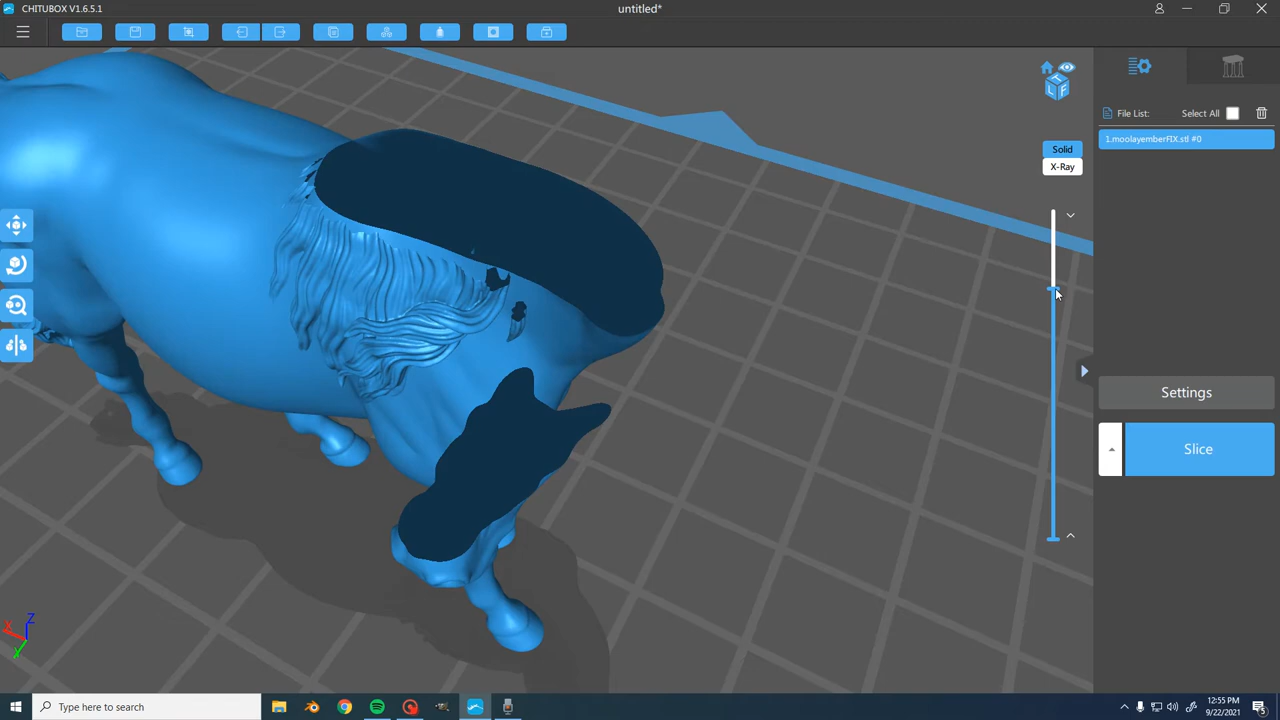 CHITUBOX V1.6.5.1
untitled*
T
L F
File List:
Select All
1.moolayemberFIX.stl #0
Solid
X-Ray
Settings
Slice
Z
X
Y
Type here to search
12:55 PM
9/22/2021
5